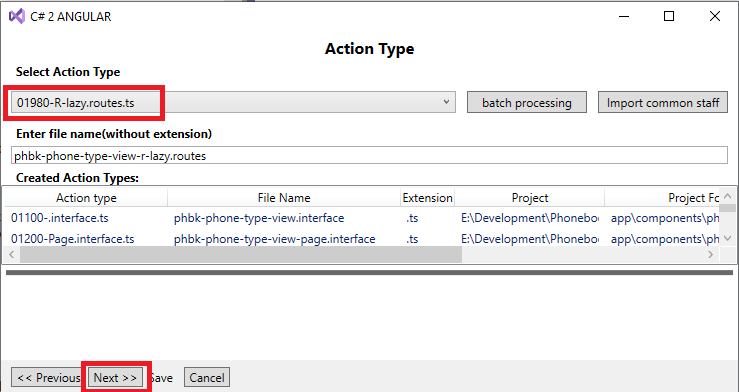 C# 2 ANGULAR
Action Type
Select Action Type
01980-R-lazy.routes.ts
batch processing
Import common staff
Enter file name(without extension)
phbk-phone-type-view-r-lazy.routes
Created Action Types:
Action type File Name Extension Project Project Fo
01100-.interface.ts phbk-phone-type-view.interface .ts E:\Development\Phoneboo app\components\ph
01200-Page.interface.ts phbk-phone-type-view-page.interface .ts E:\Development\Phoneboo app\components\ph
<< Previous Next >> Save Cancel